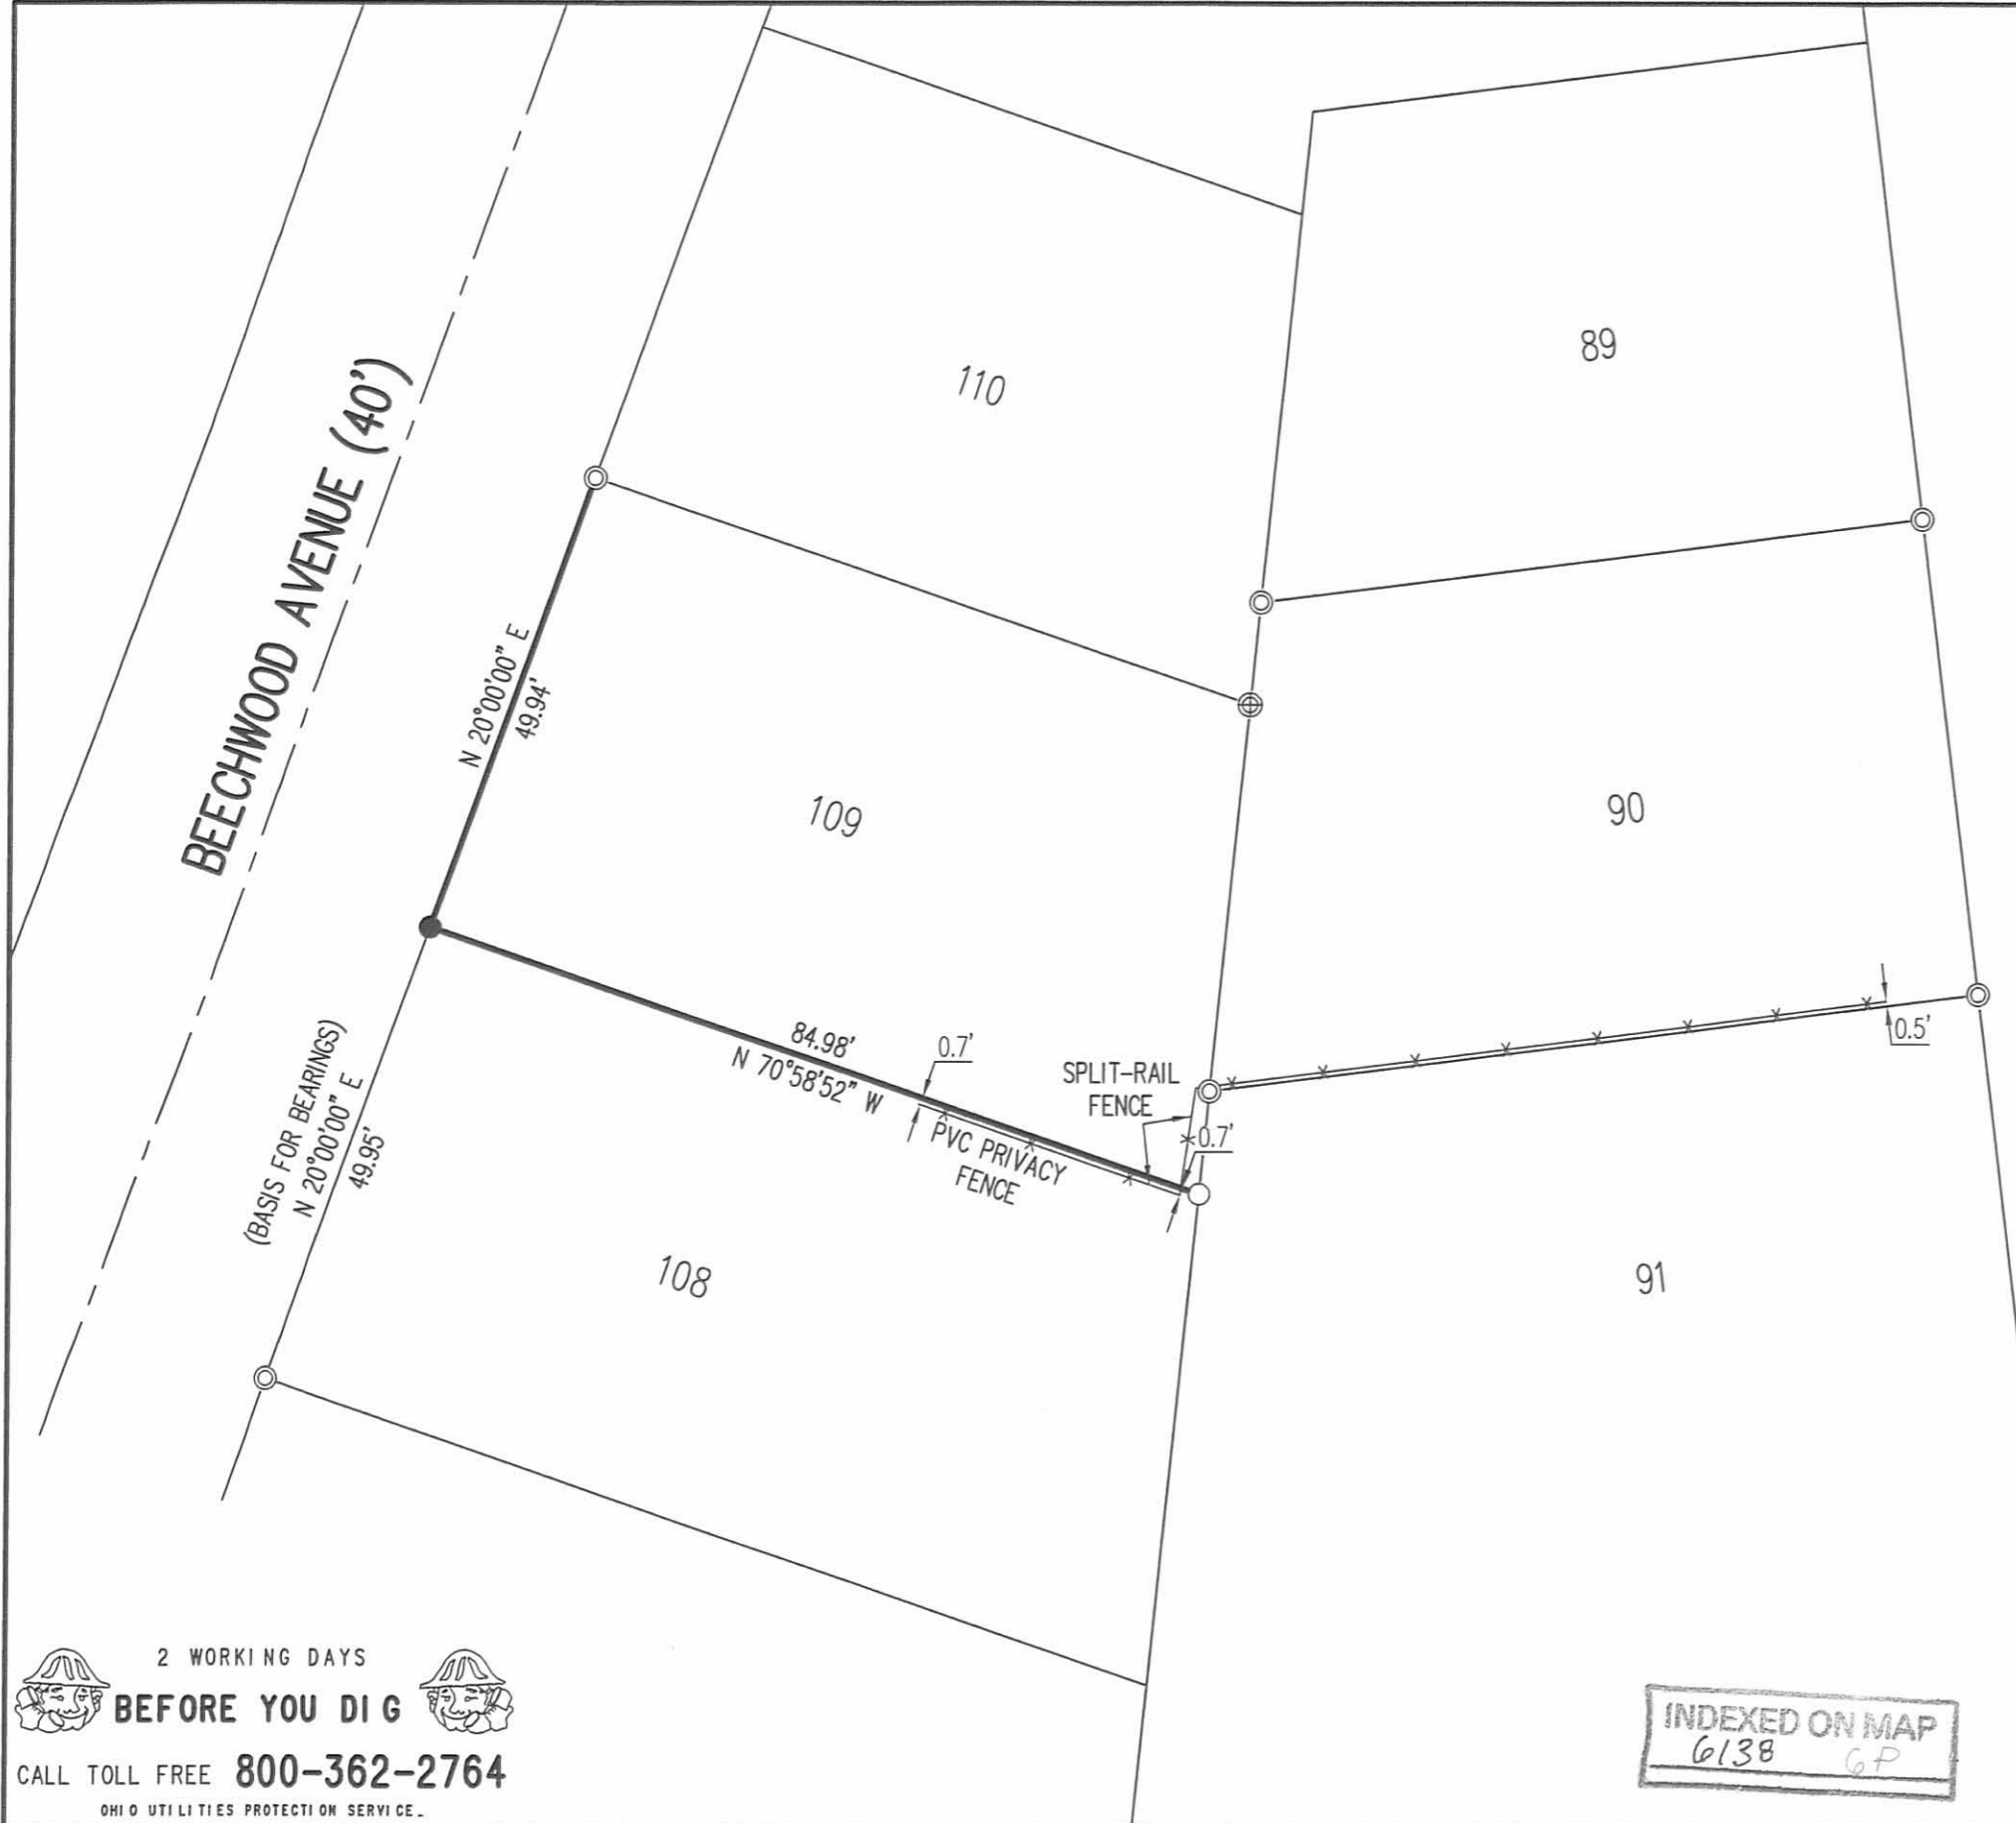 110
89
BEECHWOOD AVENUE (40')
N 20°00'00" E
49.94'
109
90
84.98'
N 70°58'52" W
0.7'
SPLIT-RAIL
FENCE
0.7'
0.5'
PVC PRIVACY
FENCE
(BASIS FOR BEARINGS)
N 20°00'00" E
49.95'
108
91
2 WORKING DAYS
BEFORE YOU DIG
CALL TOLL FREE 800-362-2764
OHIO UTILITIES PROTECTION SERVICE.
INDEXED ON MAP
6138 GP